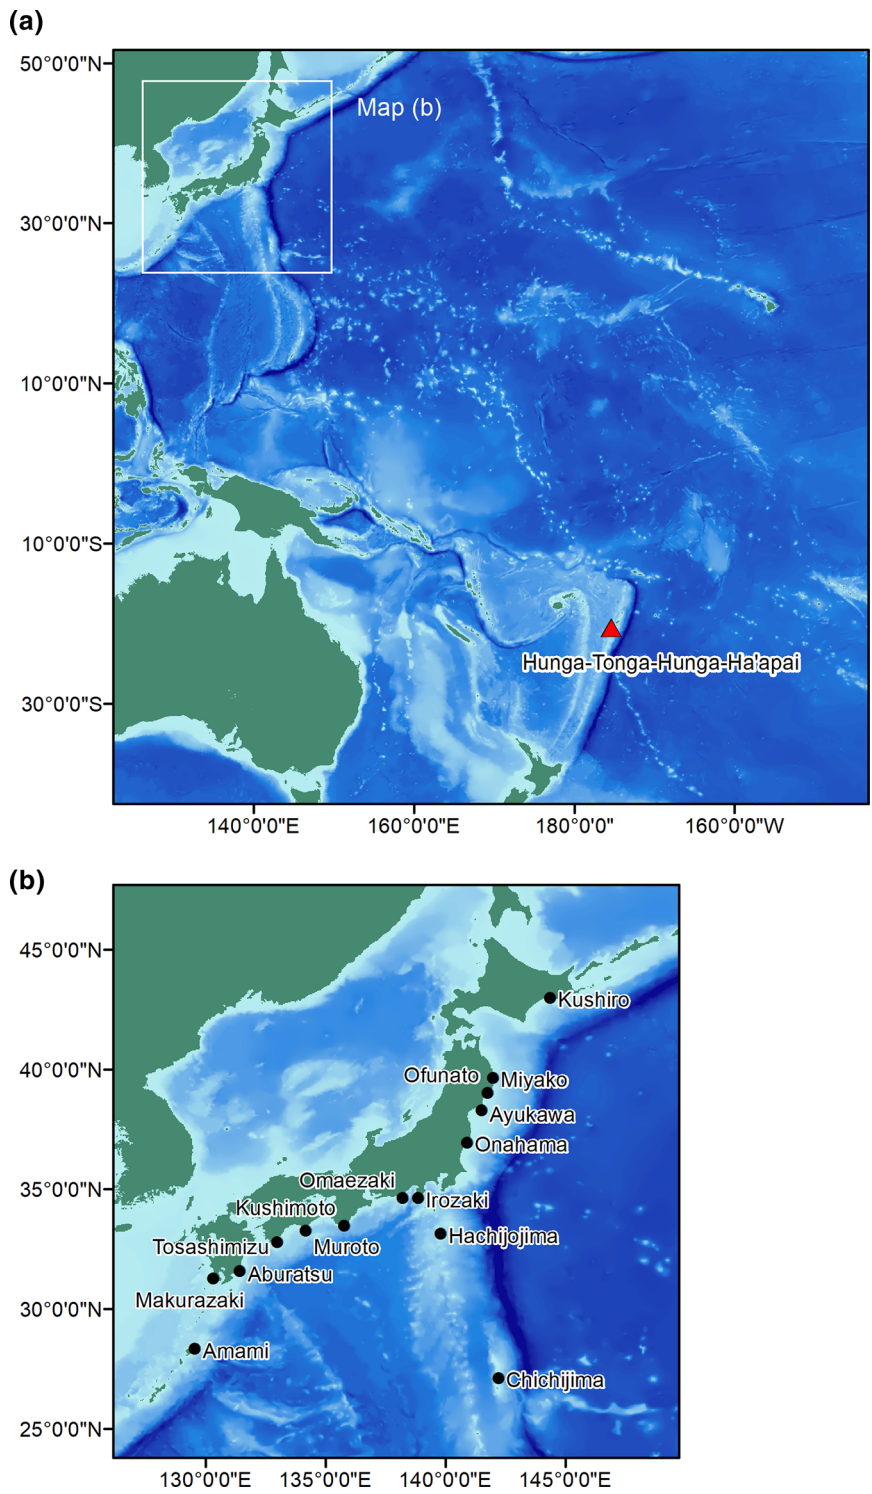 (a)
50°0'0"N
Map (b)
30°0'0"N
10°0'0"N
10°0'0"S
Hunga-Tonga-Hunga-Ha'apai
30°0'0"S
140°0'0"E
160°0'0"E
180°0'0"
160°0'0"W
(b)
45°0'0"N
Kushiro
40°0'0"N
Ofunato
Miyako
Ayukawa
Onahama
35°0'0"N
Omaezaki
Irozaki
Kushimoto
Hachijojima
Tosashimizu
Muroto
Aburatsu
Makurazaki
30°0'0"N
Amami
Chichijima
25°0'0"N
130°0'0"E
135°0'0"E
140°0'0"E
145°0'0"E